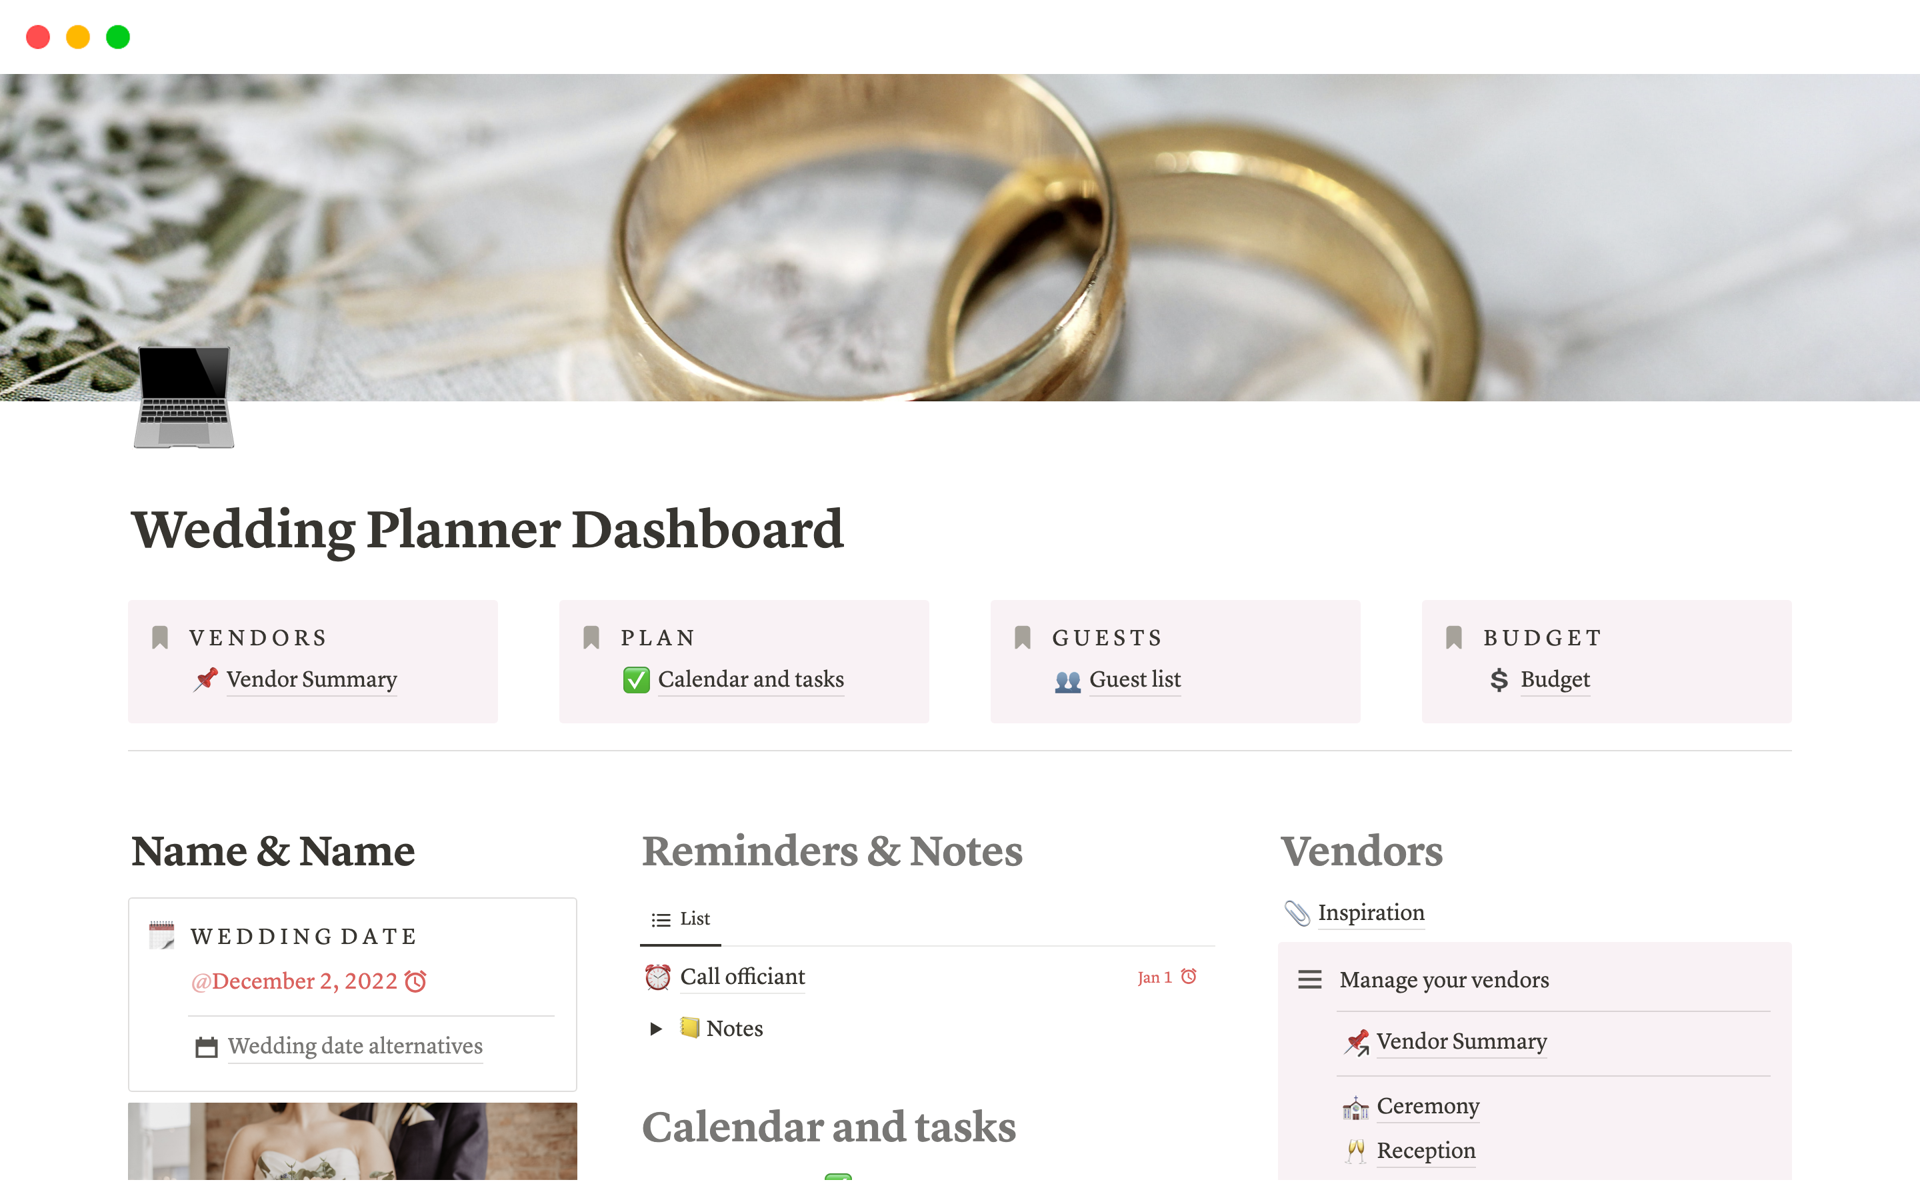 Wedding Planner Dashboard
VENDORS
Vendor Summary
PLAN
Calendar and tasks
GUESTS
Guest list
BUDGET
$ Budget
Name & Name
WEDDING DATE
@December 2, 2022
Wedding date alternatives
Reminders & Notes
List
Call officiant Jan 1
Notes
Calendar and tasks
Vendors
Inspiration
Manage your vendors
Vendor Summary
Ceremony
Reception